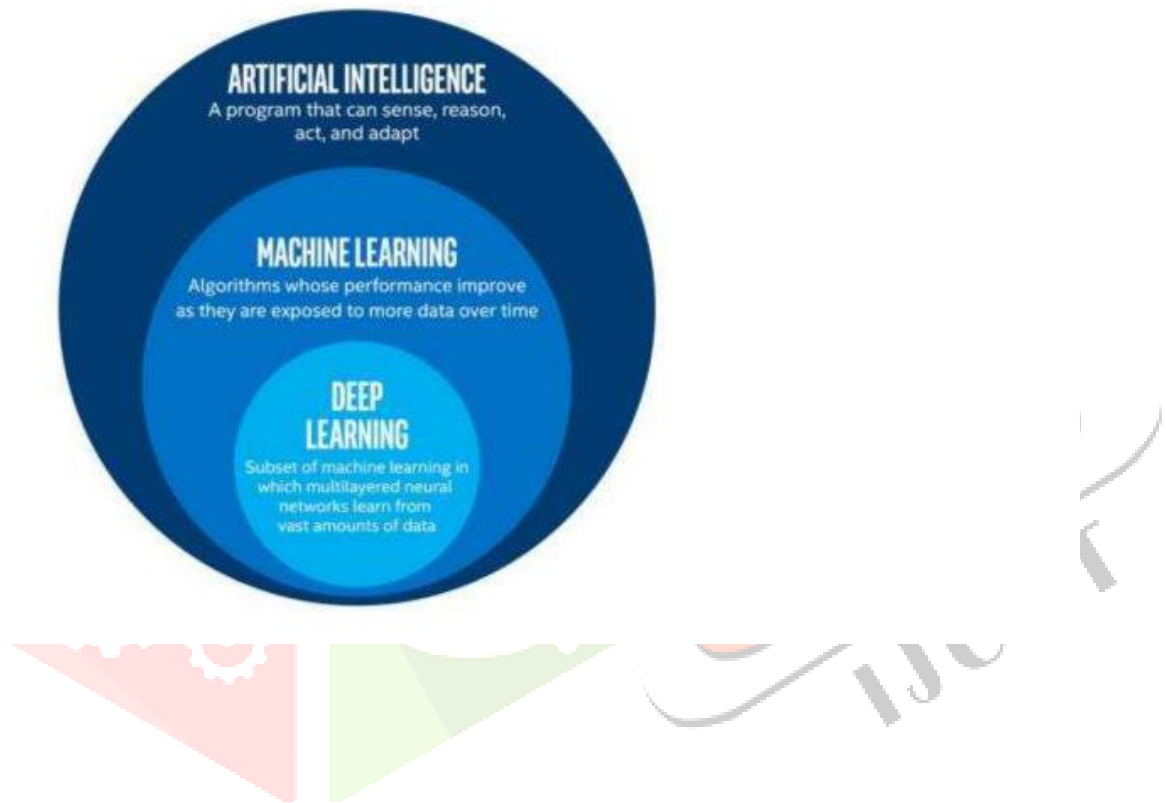 ARTIFICIAL INTELLIGENCE
A program that can sense, reason,
act, and adapt
MACHINE LEARNING
Algorithms whose performance improve
as they are exposed to more data over time
DEEP
LEARNING
Subset of machine learning in
which multilayered neural
networks learn from
vast amounts of data